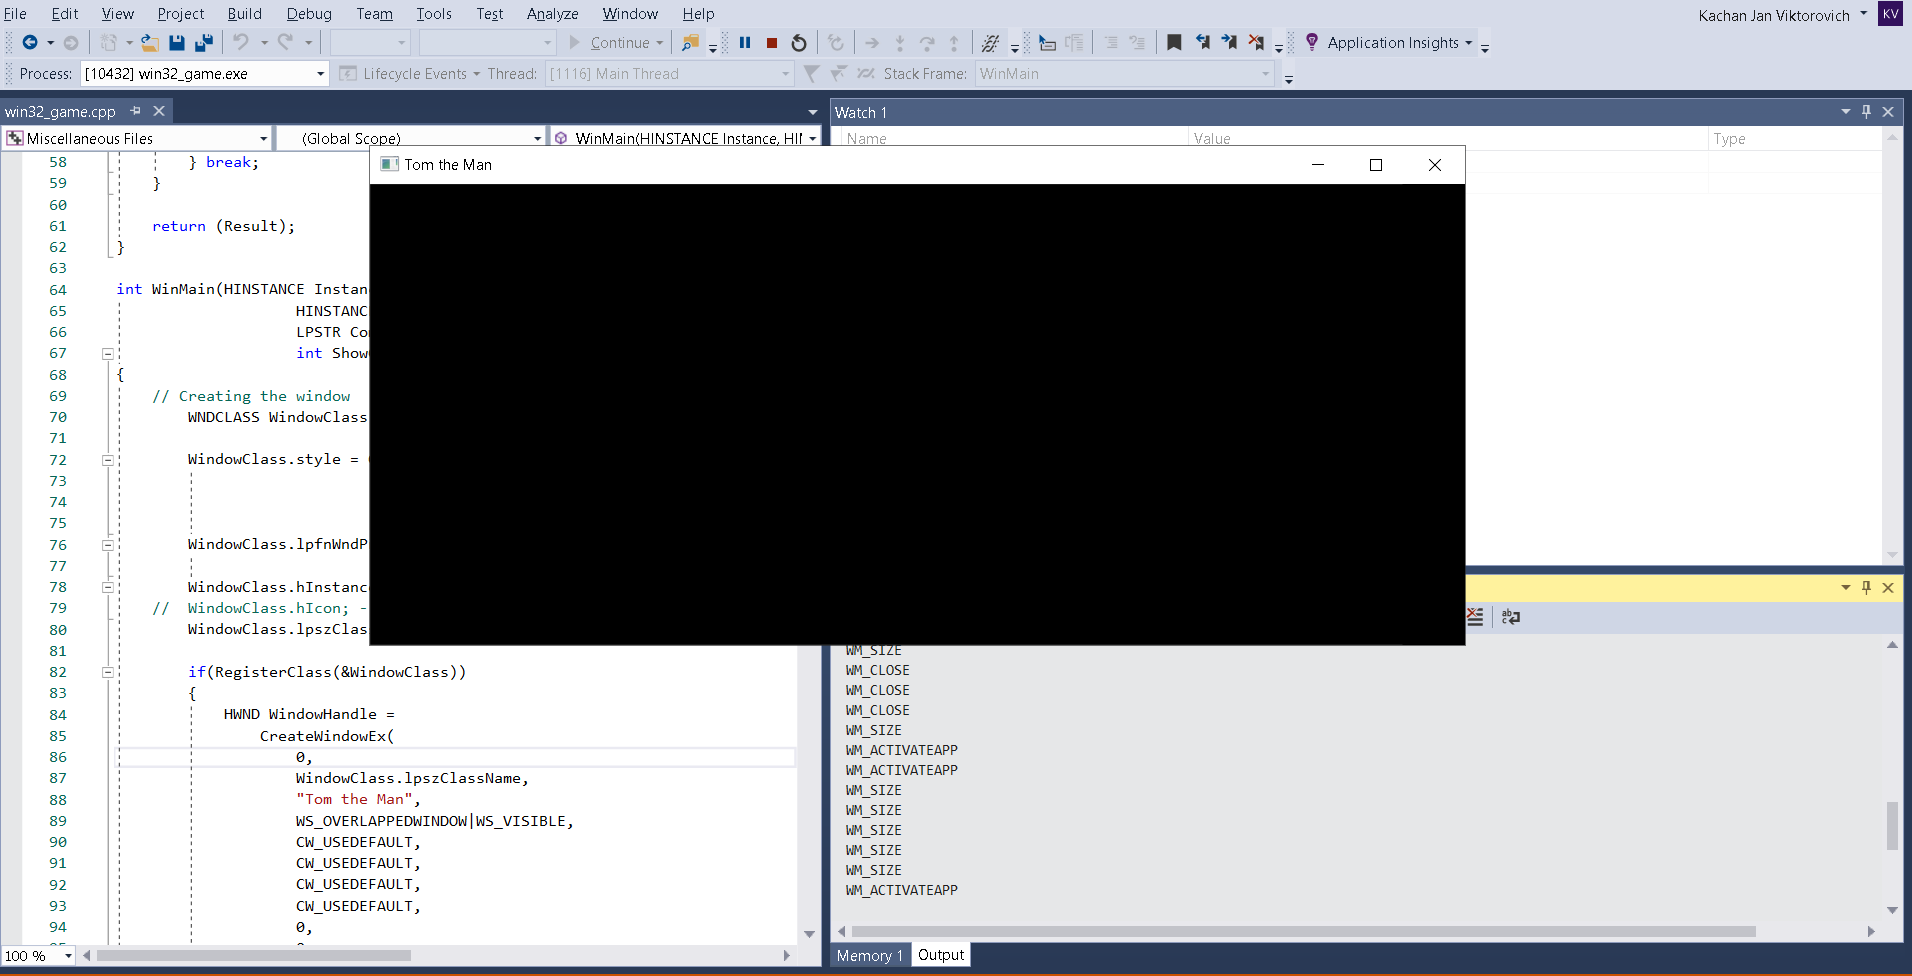 File Edit View Project Build Debug Team Tools Test Analyze Window Help
Kachan Jan Viktorovich KV
Continue Application Insights
Process: [10432] win32_game.exe Lifecycle Events Thread: [1116] Main Thread Stack Frame: WinMain
win32_game.cpp
Miscellaneous Files (Global Scope) WinMain(HINSTANCE Instance, HI
58 } break;
59 }
60
61 return (Result);
62 }
63
64 int WinMain(HINSTANCE Instan
65 HINSTANC
66 LPSTR Co
67 int Show
68 {
69 // Creating the window
70 WNDCLASS WindowClass
71
72 WindowClass.style =
73
74
75
76 WindowClass.lpfnWndP
77
78 WindowClass.hInstance
79 // WindowClass.hIcon; -
80 WindowClass.lpszClas
81
82 if(RegisterClass(&WindowClass))
83 {
84 HWND WindowHandle =
85 CreateWindowEx(
86 0,
87 WindowClass.lpszClassName,
88 "Tom the Man",
89 WS_OVERLAPPEDWINDOW|WS_VISIBLE,
90 CW_USEDEFAULT,
91 CW_USEDEFAULT,
92 CW_USEDEFAULT,
93 CW_USEDEFAULT,
94 0,
100 %
Tom the Man
Watch 1
Name Value Type
WM_SIZE
WM_CLOSE
WM_CLOSE
WM_CLOSE
WM_SIZE
WM_ACTIVATEAPP
WM_ACTIVATEAPP
WM_SIZE
WM_SIZE
WM_SIZE
WM_SIZE
WM_SIZE
WM_ACTIVATEAPP
Memory 1 Output